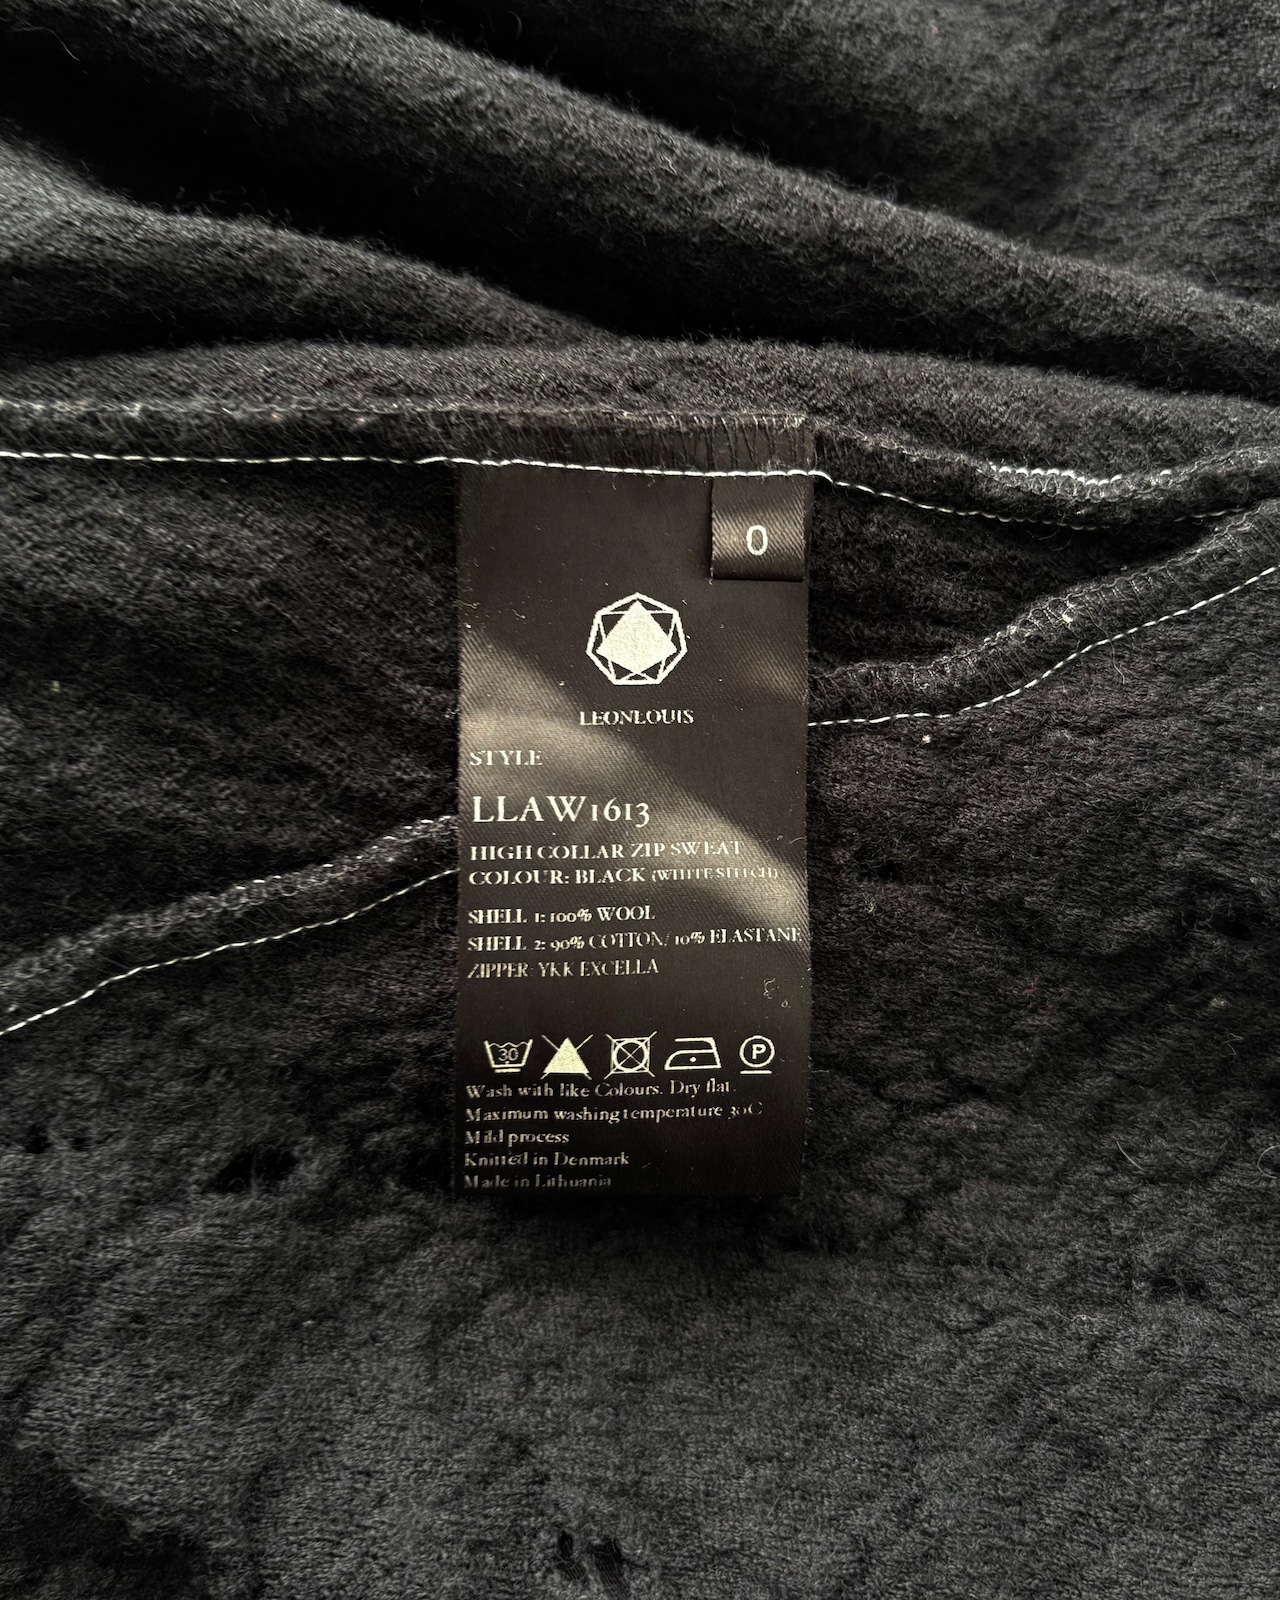 0
LEONLOUIS
STYLE
LLAW1613
HIGH COLLAR ZIP SWEAT
COLOUR: BLACK (WHITE STITCH)
SHELL 1: 100% WOOL
SHELL 2: 90% COTTON/ 10% ELASTANE
ZIPPER: YKK EXCELLA
30 P
Wash with like Colours. Dry flat.
Maximum washing temperature 30C
Mild process
Knitted in Denmark
Made in Lithuania